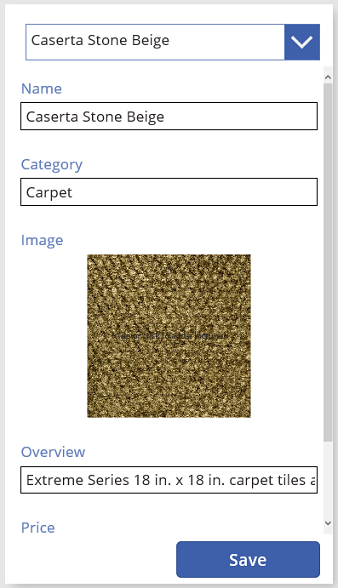 Caserta Stone Beige
Name
Caserta Stone Beige
Category
Carpet
Image
Overview
Extreme Series 18 in. x 18 in. carpet tiles a
Price
Save